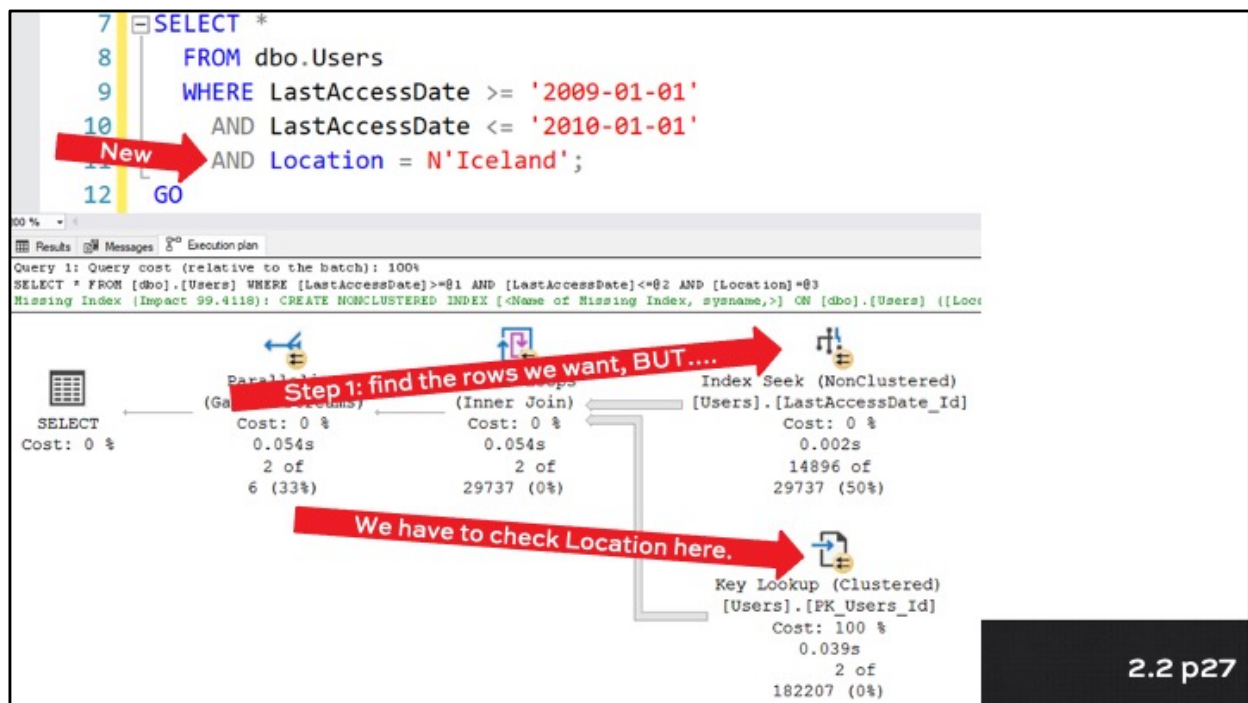 7 SELECT *
8 FROM dbo.Users
9 WHERE LastAccessDate >= '2009-01-01'
10 AND LastAccessDate <= '2010-01-01'
New
11 AND Location = N'Iceland';
12 GO
00 %
Results Messages Execution plan
Query 1: Query cost (relative to the batch): 100%
SELECT * FROM [dbo].[Users] WHERE [LastAccessDate]>=@1 AND [LastAccessDate]<=@2 AND [Location]=@3
Missing Index (Impact 99.4118): CREATE NONCLUSTERED INDEX [<Name of Missing Index, sysname,>] ON [dbo].[Users] ([Loc
Step 1: find the rows we want, BUT....
SELECT
Cost: 0 %
Cost: 0 %
0.054s
2 of
6 (33%)
(Inner Join)
Cost: 0 %
0.054s
2 of
29737 (0%)
Index Seek (NonClustered)
[Users].[LastAccessDate_Id]
Cost: 0 %
0.002s
14896 of
29737 (50%)
We have to check Location here.
Key Lookup (Clustered)
[Users].[PK_Users_Id]
Cost: 100 %
0.039s
2 of
182207 (0%)
2.2 p27